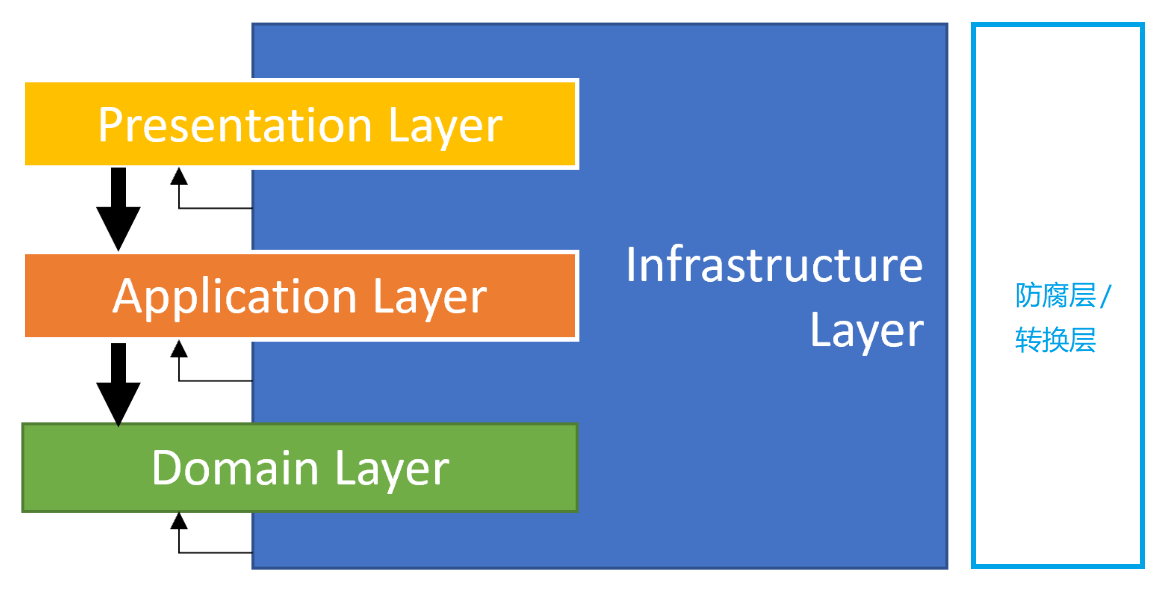 Presentation Layer
Application Layer
Domain Layer
Infrastructure
Layer
防腐层/
转换层